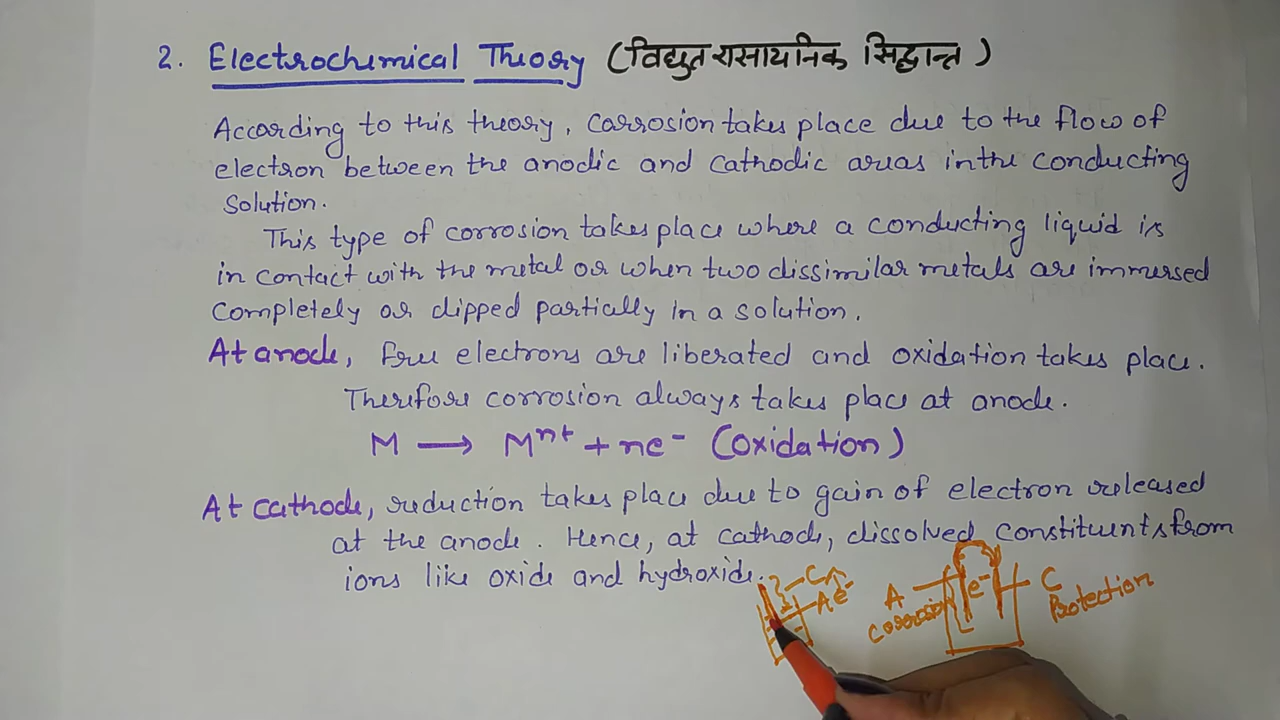 2. Electrochemical Theory (विद्युत रासायनिक सिद्धान्त)
According to this theory, corrosion takes place due to the flow of
electron between the anodic and cathodic areas in the conducting
solution.
This type of corrosion takes place where a conducting liquid is
in contact with the metal or when two dissimilar metals are immersed
completely or dipped partially in a solution.
At anode, free electrons are liberated and oxidation takes place.
Therefore corrosion always takes place at anode.
M ⟶ Mⁿ⁺ + ne⁻ (Oxidation)
At cathode, reduction takes place due to gain of electron released
at the anode. Hence, at cathode, dissolved constituents from
ions like oxide and hydroxide.
C
A e⁻
A e⁻ C
Corrosion Protection